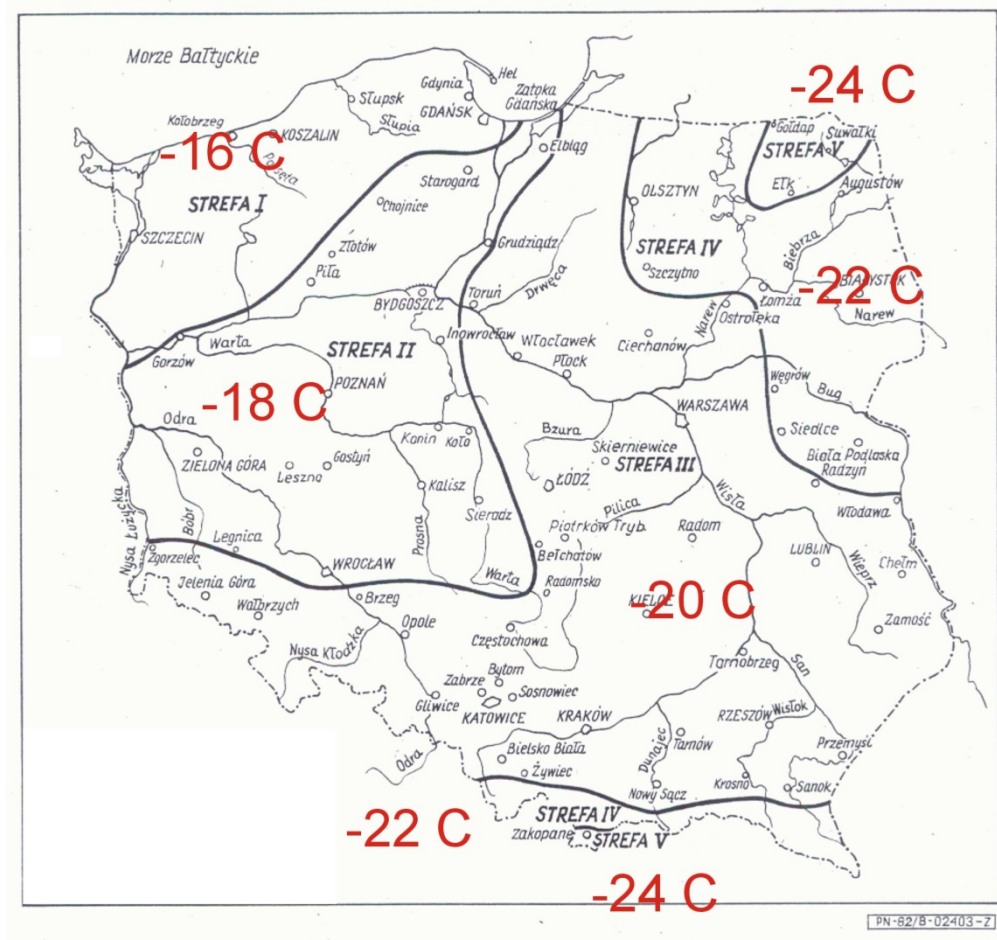 Morze Bałtyckie
-24 C
Hel
Gdynia
Zatoka
Gdańska
Słupsk
GDAŃSK
Słupia
Gołdap
Suwałki
Kołobrzeg
KOSZALIN
-16 C
Parsęta
Elbląg
STREFA V
Starogard
Ełk
Augustów
STREFA I
Chojnice
OLSZTYN
SZCZECIN
Grudziądz
STREFA IV
Biebrza
Złotów
Szczytno
Piła
Drwęca
-22 C
BIAŁYSTOK
BYDGOSZCZ
Toruń
Łomża
Narew
Ostrołęka
Narew
Inowrocław
Warta
Gorzów
STREFA II
Włocławek
Ciechanów
Płock
Węgrów
POZNAŃ
Bug
-18 C
WARSZAWA
Odra
Bzura
Konin
Koło
Siedlce
Skierniewice
Biała Podlaska
ZIELONA GÓRA
Gostyń
STREFA III
Radzyń
Leszno
ŁÓDŹ
Kalisz
Wisła
Włodawa
Nysa Łużycka
Bóbr
Sieradz
Pilica
Prosna
Piotrków Tryb.
Radom
Legnica
Zgorzelec
Bełchatów
LUBLIN
Wieprz
Chełm
WROCŁAW
Warta
Jelenia Góra
Radomsko
Brzeg
KIELCE
-20 C
Wałbrzych
Zamość
Opole
Częstochowa
Nysa Kłodzka
Tarnobrzeg
San
Bytom
Zabrze
Sosnowiec
Gliwice
KATOWICE
KRAKÓW
RZESZÓW
Wisłok
Odra
Bielsko Biała
Dunajec
Tarnów
Przemyśl
Żywiec
Nowy Sącz
Krosno
Sanok
-22 C
STREFA IV
Zakopane
STREFA V
-24 C
PN-82/B-02403-Z